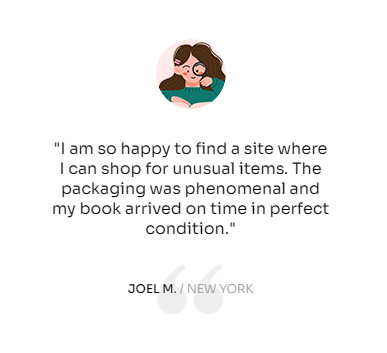 "I am so happy to find a site where
I can shop for unusual items. The
packaging was phenomenal and
my book arrived on time in perfect
condition."
JOEL M. / NEW YORK